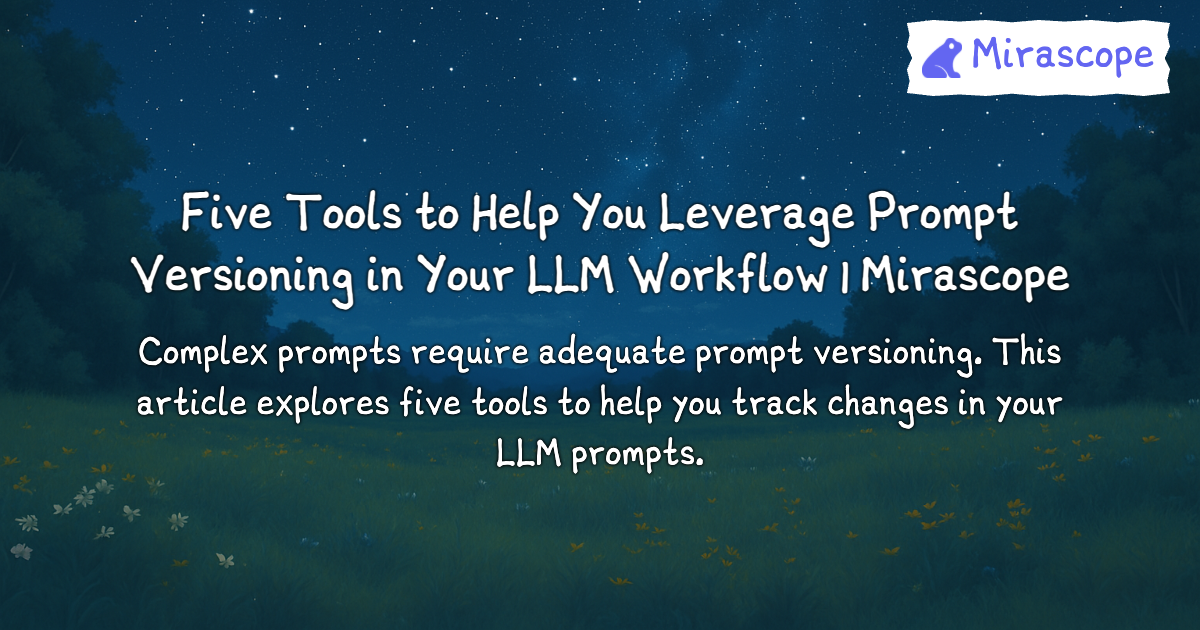 Mirascope
Five Tools to Help You Leverage Prompt
Versioning in Your LLM Workflow | Mirascope
Complex prompts require adequate prompt versioning. This
article explores five tools to help you track changes in your
LLM prompts.